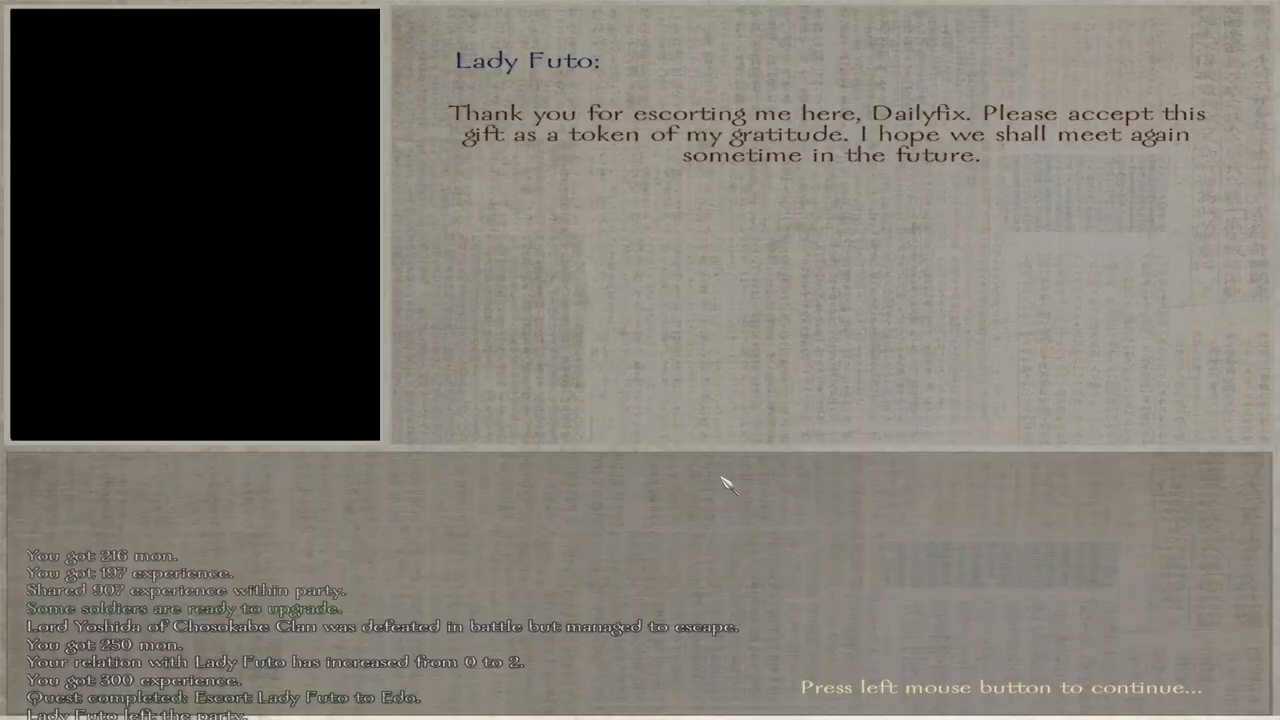 Lady Futo:
Thank you for escorting me here, Dailyfix. Please accept this
gift as a token of my gratitude. I hope we shall meet again
sometime in the future.
You got 216 mon.
You got 197 experience.
Shared 907 experience within party.
Some soldiers are ready to upgrade.
Lord Yoshida of Chosokabe Clan was defeated in battle but managed to escape.
You got 250 mon.
Your relation with Lady Futo has increased from 0 to 2.
You got 300 experience.
Quest completed: Escort Lady Futo to Edo.
Lady Futo left the party.
Press left mouse button to continue...